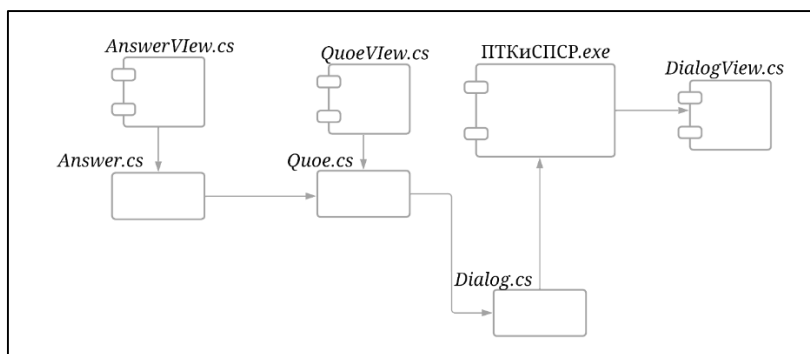 AnswerVIew.cs
QuoeVIew.cs
ПТКиСПСР.exe
DialogView.cs
Answer.cs
Quoe.cs
Dialog.cs